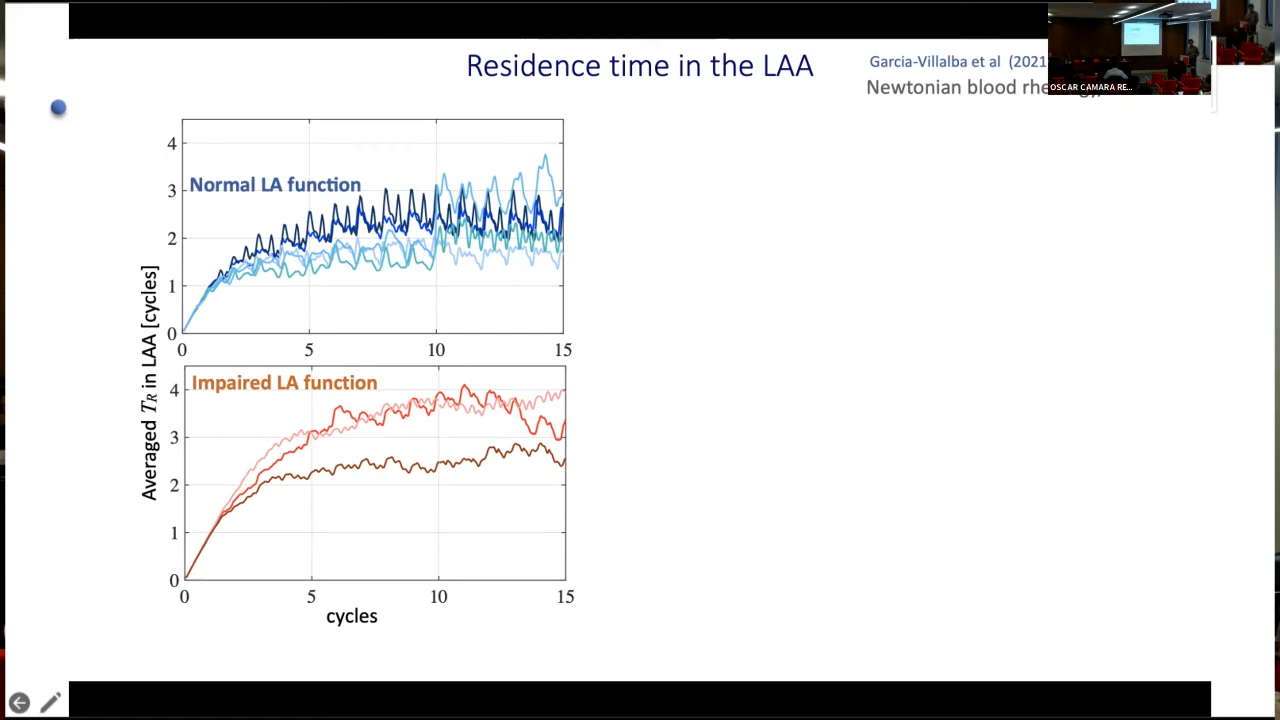 Residence time in the LAA
Garcia-Villalba et al (2021
Newtonian blood
OSCAR CAMARA RE...
4
Normal LA function
3
2
1
0
0 5 10 15
Averaged TR in LAA [cycles]
Impaired LA function
4
3
2
1
0
0 5 10 15
cycles